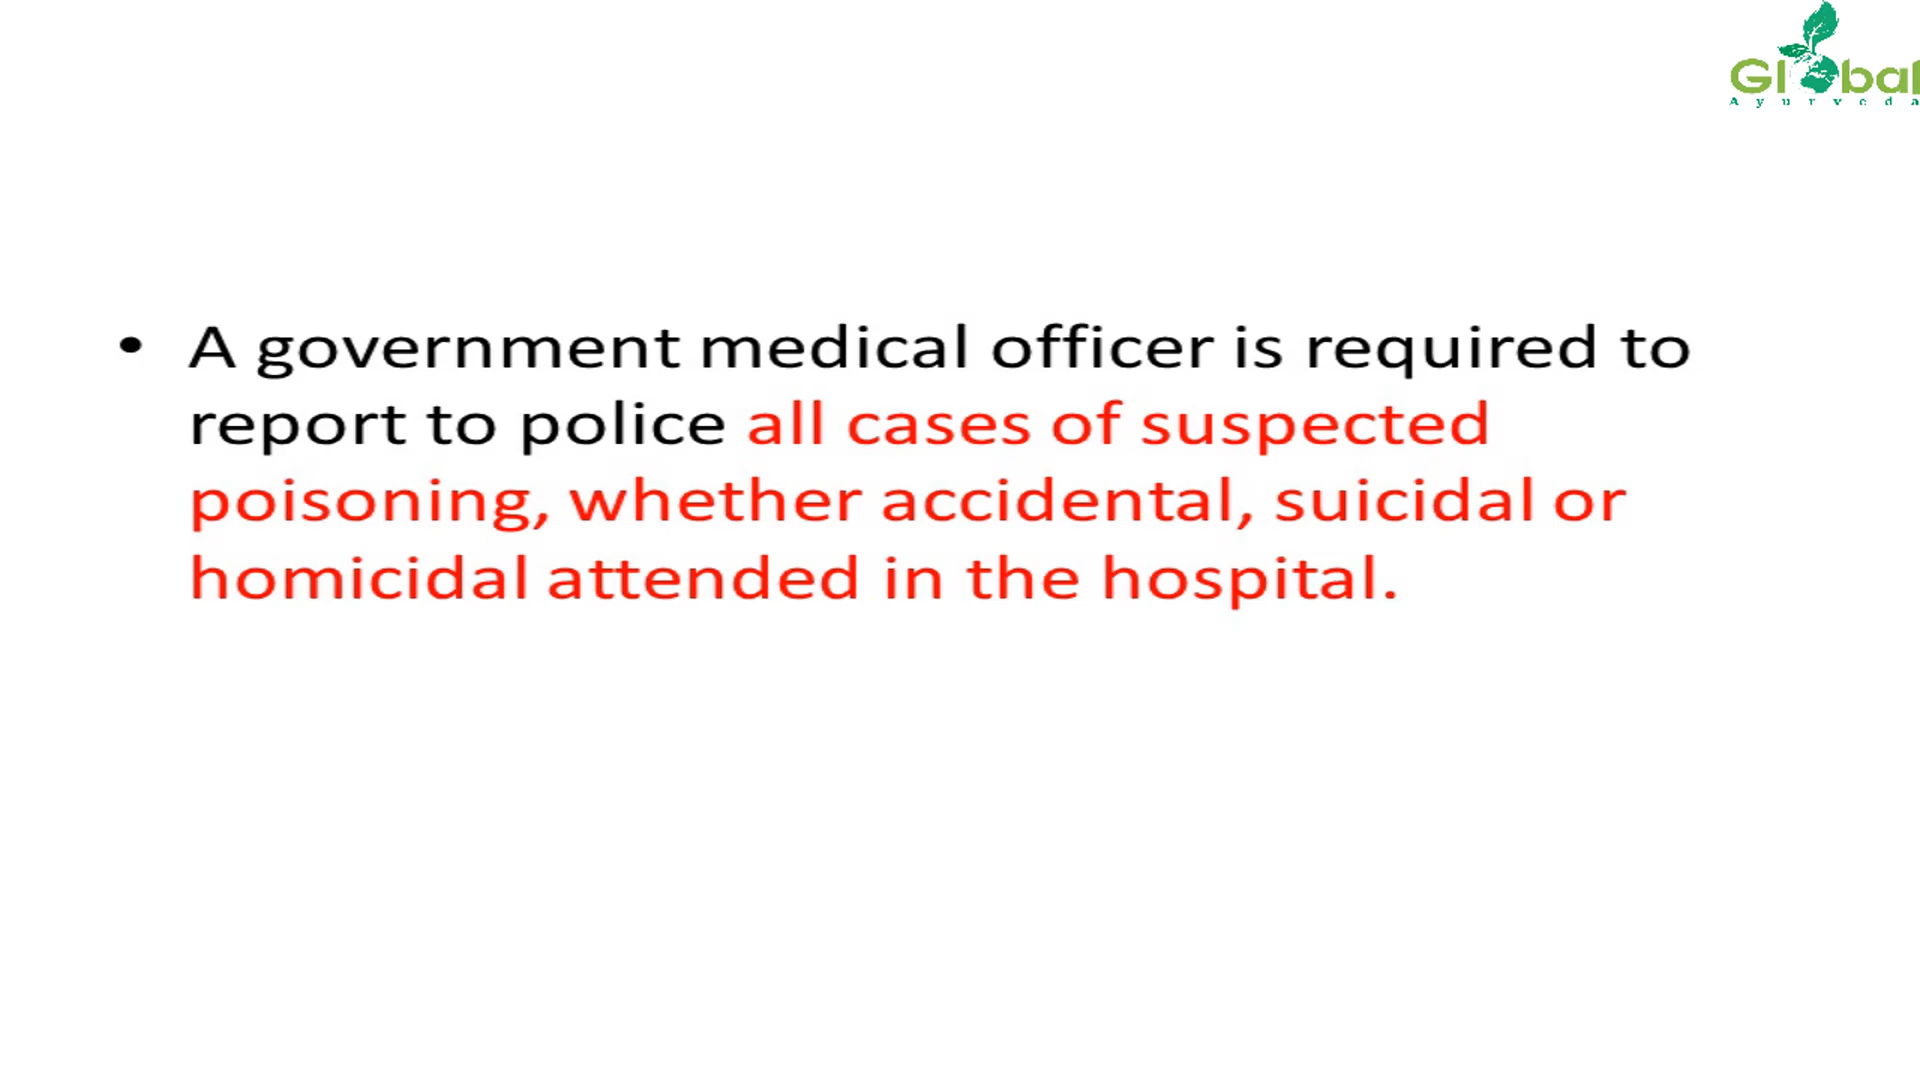 Global
Ayurveda
• A government medical officer is required to
report to police all cases of suspected
poisoning, whether accidental, suicidal or
homicidal attended in the hospital.